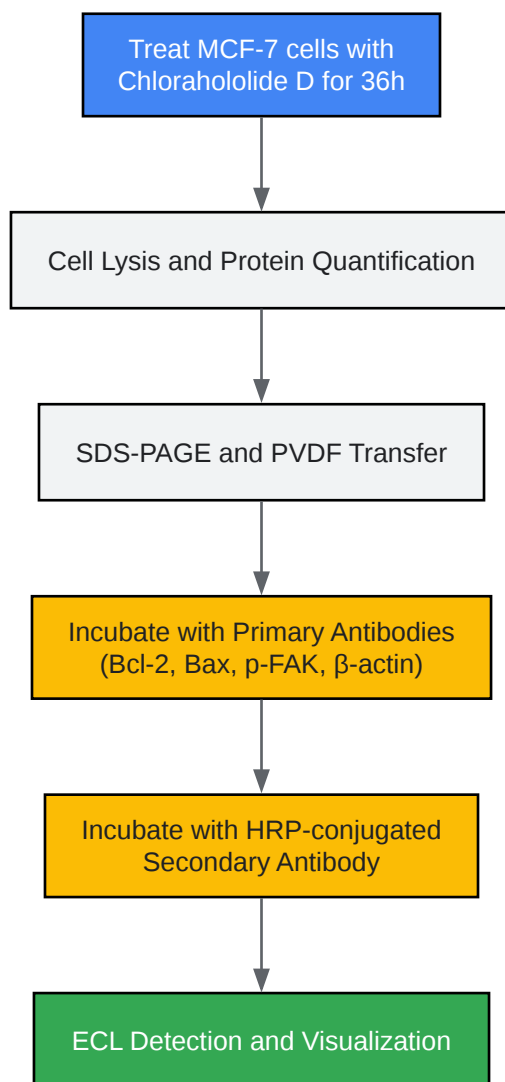 Treat MCF-7 cells with
Chlorahololide D for 36h
Cell Lysis and Protein Quantification
SDS-PAGE and PVDF Transfer
Incubate with Primary Antibodies
(Bcl-2, Bax, p-FAK, β-actin)
Incubate with HRP-conjugated
Secondary Antibody
ECL Detection and Visualization